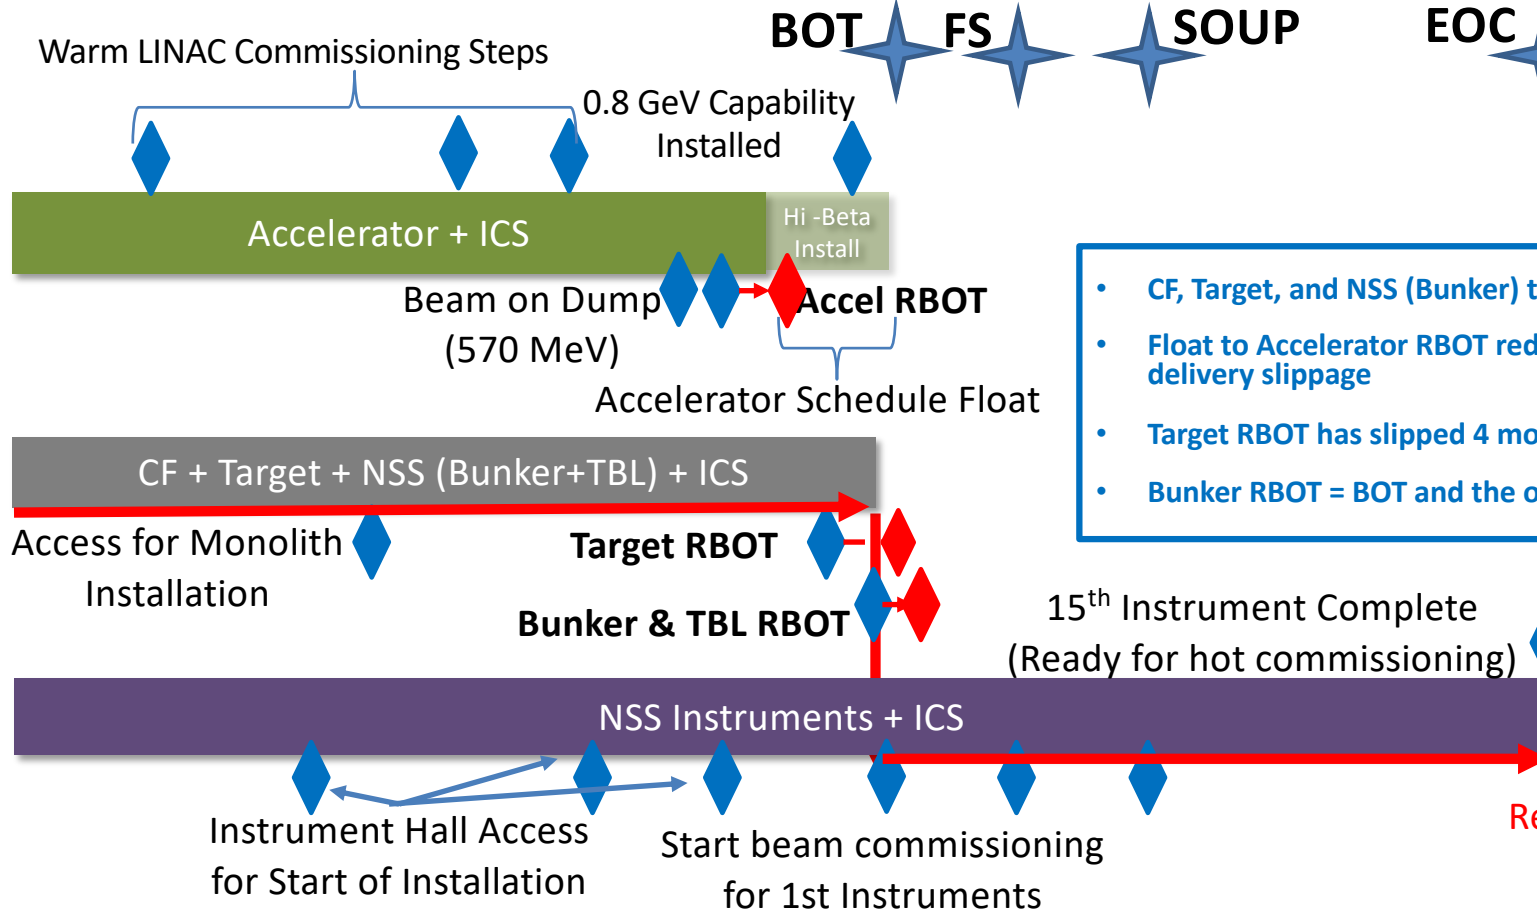 BOT FS SOUP EOC
Warm LINAC Commissioning Steps
0.8 GeV Capability
Installed
Accelerator + ICS
Hi -Beta
Install
Beam on Dump
(570 MeV)
Accel RBOT
Accelerator Schedule Float
• CF, Target, and NSS (Bunker) t
• Float to Accelerator RBOT red
delivery slippage
• Target RBOT has slipped 4 mo
• Bunker RBOT = BOT and the o
CF + Target + NSS (Bunker+TBL) + ICS
Access for Monolith
Installation
Target RBOT
Bunker & TBL RBOT
15th Instrument Complete
(Ready for hot commissioning)
NSS Instruments + ICS
Instrument Hall Access
for Start of Installation
Start beam commissioning
for 1st Instruments
Re